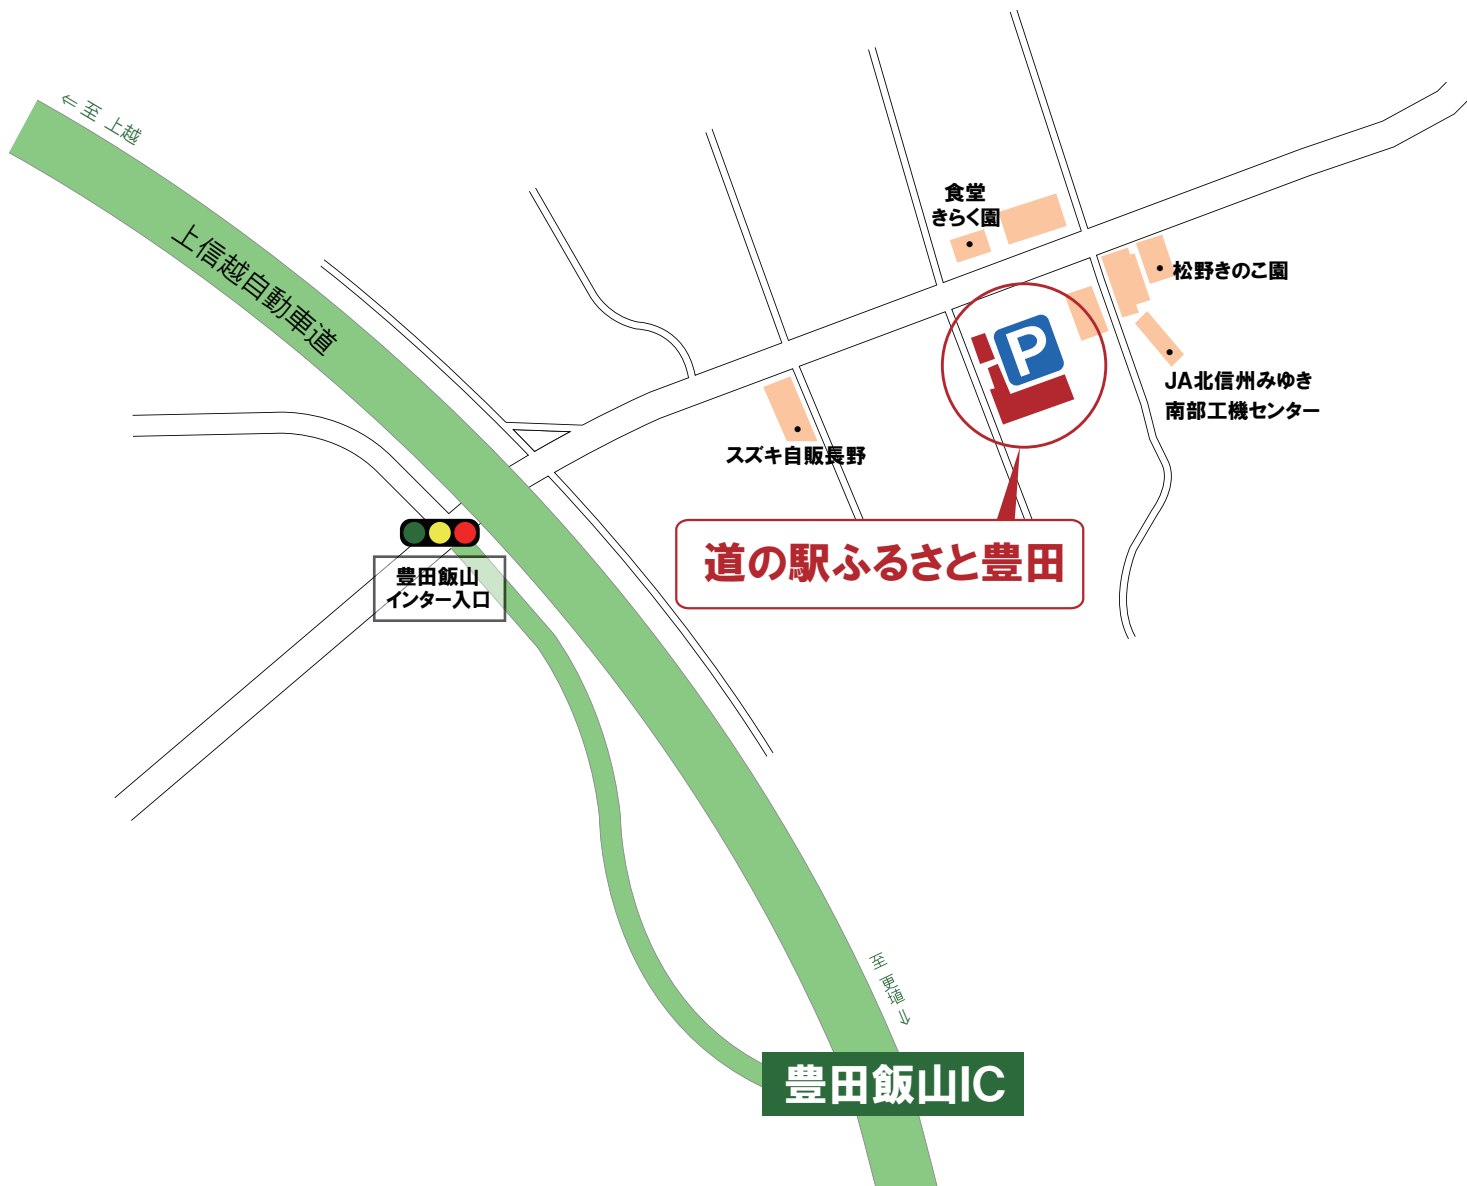 ⇐ 至 上越
上信越自動車道
食堂
きらく園
松野きのこ園
P
JA北信州みゆき
南部工機センター
スズキ自販長野
道の駅ふるさと豊田
豊田飯山
インター入口
至 更埴 ⇒
豊田飯山IC